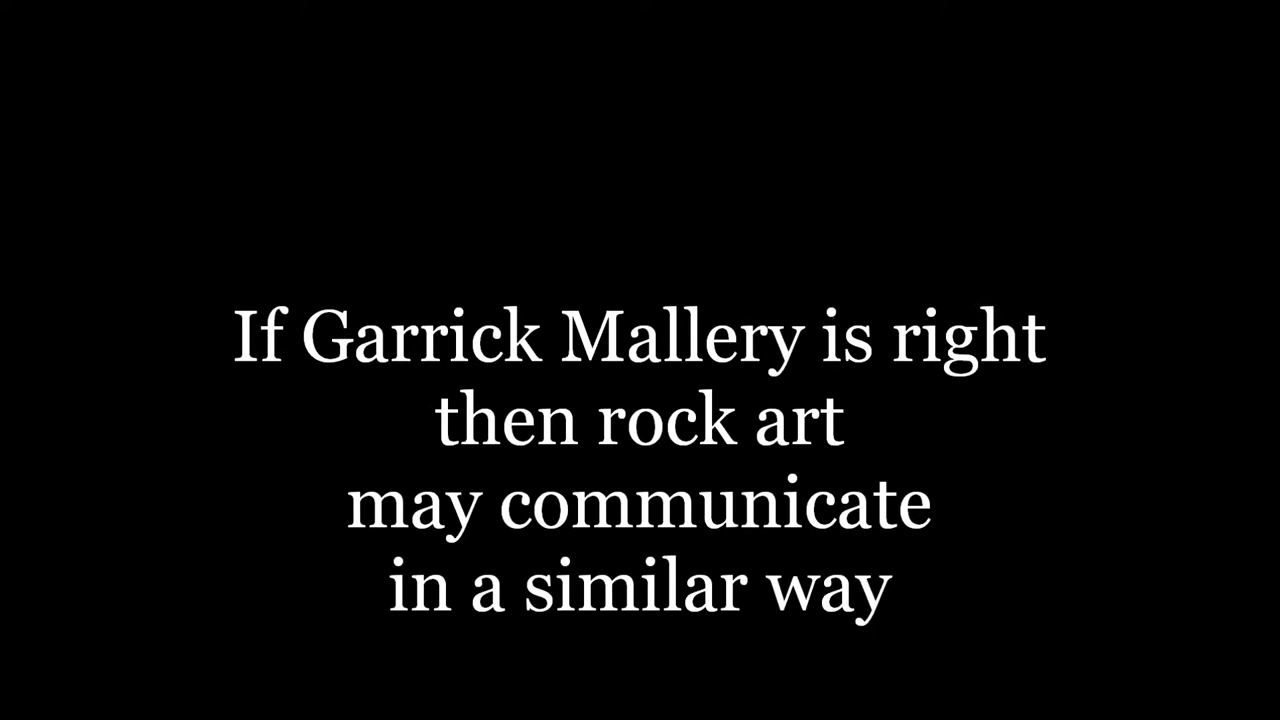 If Garrick Mallery is right
then rock art
may communicate
in a similar way